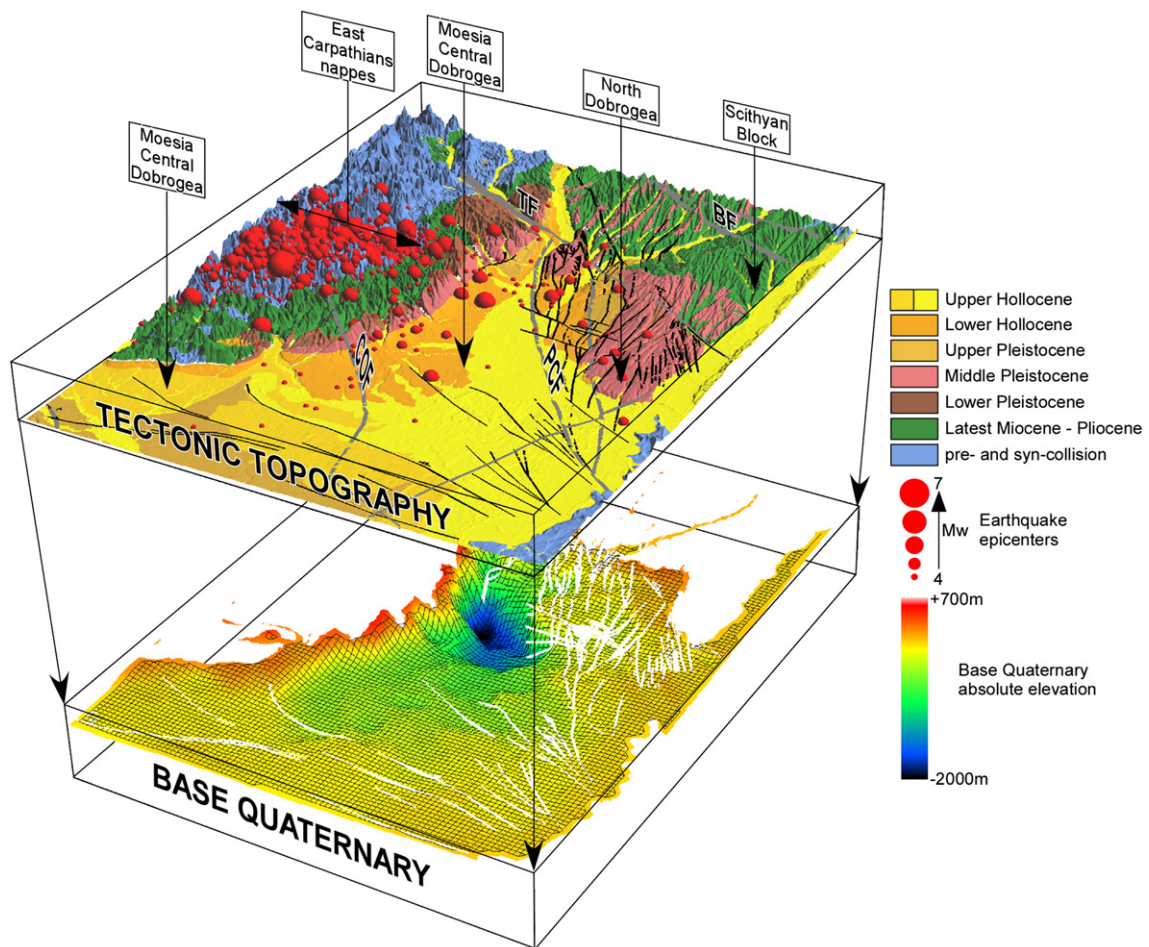 East
Carpathians
nappes
Moesia
Central
Dobrogea
North
Dobrogea
Scithyan
Block
Moesia
Central
Dobrogea
TF
BF
COF
PCF
TECTONIC TOPOGRAPHY
BASE QUATERNARY
Upper Hollocene
Lower Hollocene
Upper Pleistocene
Middle Pleistocene
Lower Pleistocene
Latest Miocene - Pliocene
pre- and syn-collision
7
Mw
Earthquake
epicenters
4
+700m
Base Quaternary
absolute elevation
-2000m